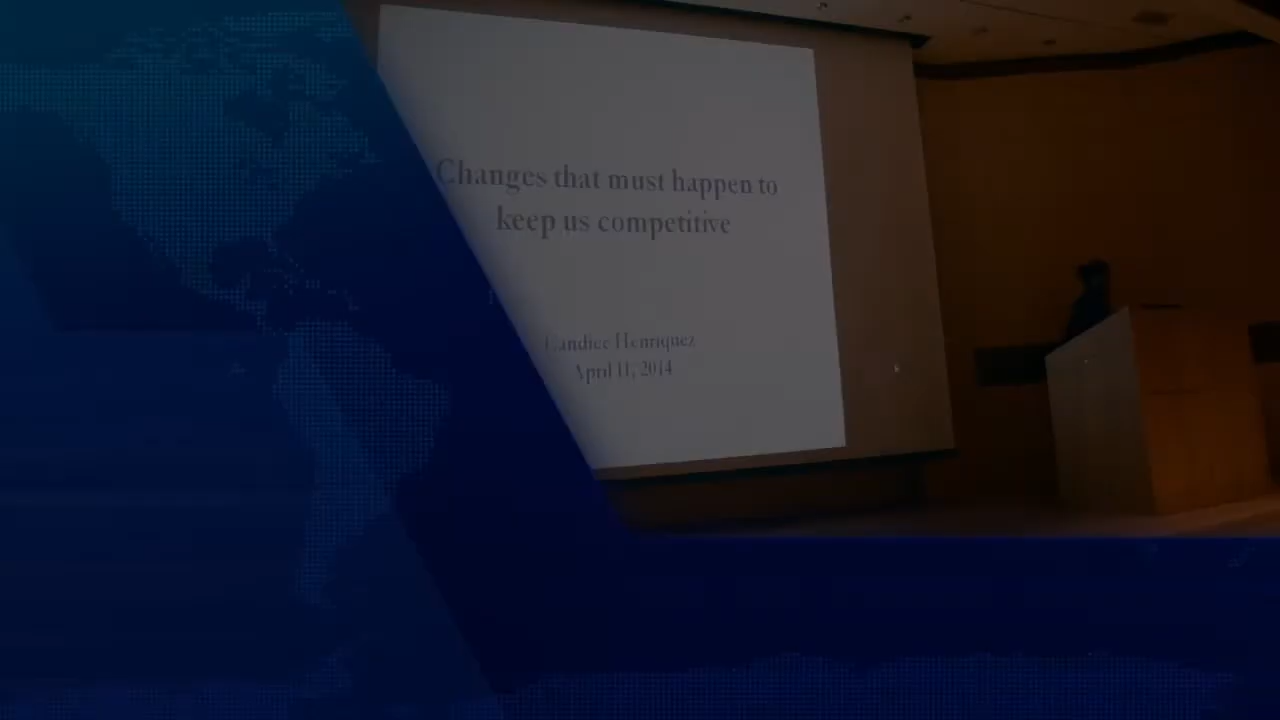 Changes that must happen to
keep us competitive
Candice Henriquez
April 11, 2014